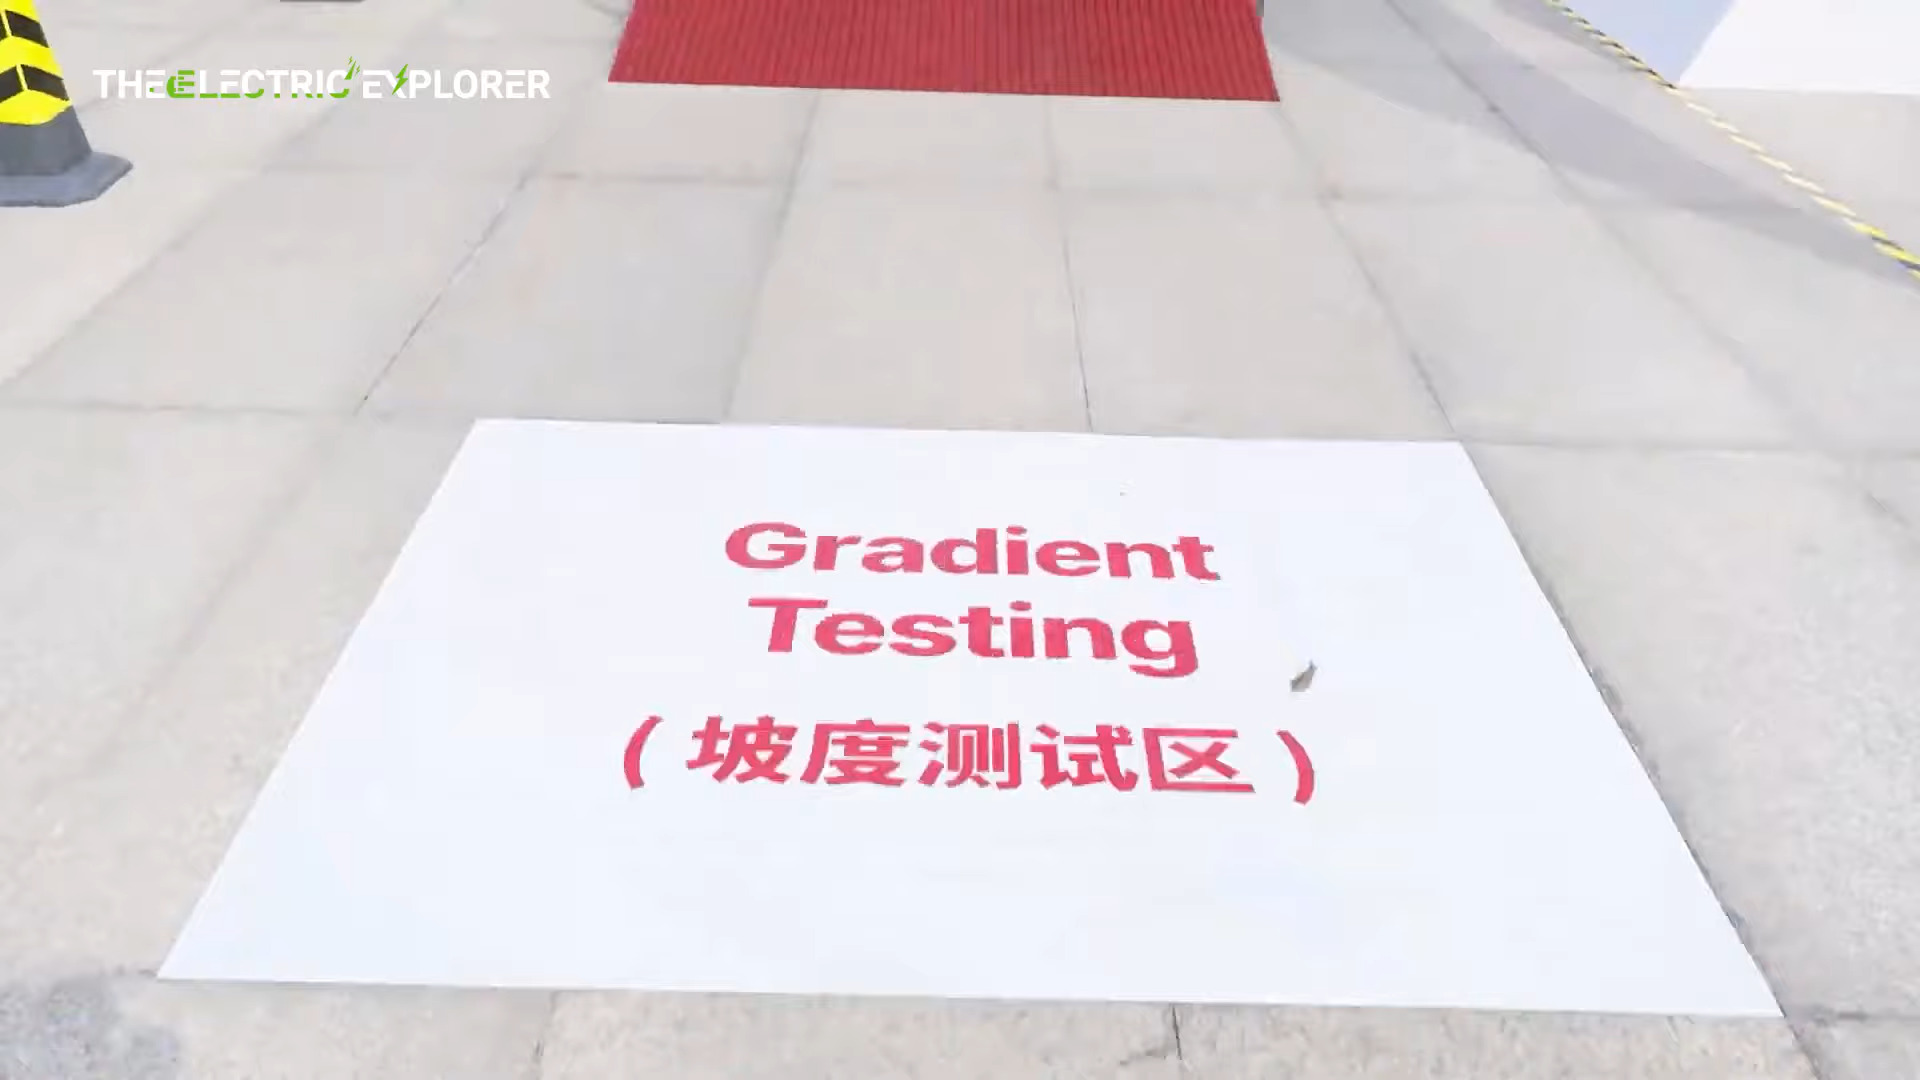 THE ELECTRIC EXPLORER
Gradient
Testing
(坡度测试区)